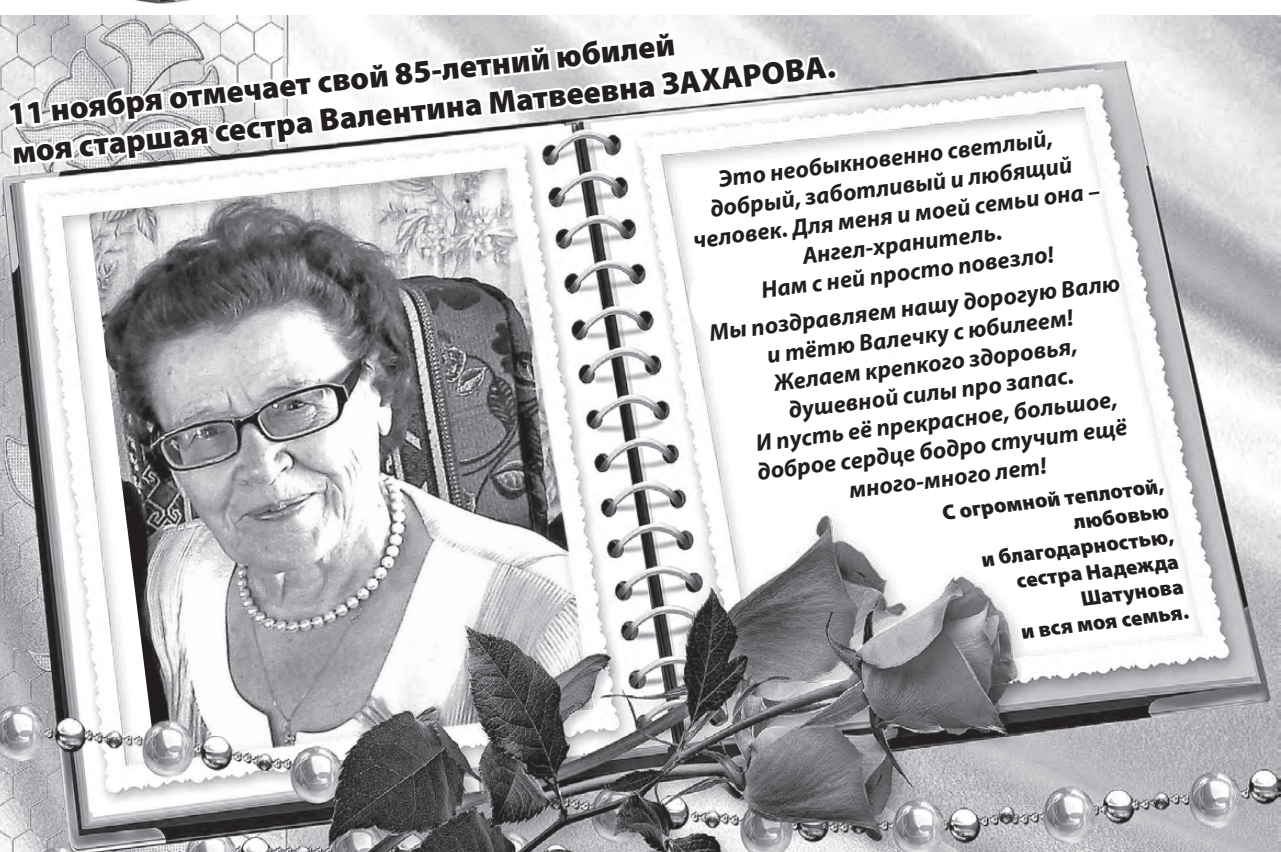 11 ноября отмечает свой 85-летний юбилей
моя старшая сестра Валентина Матвеевна ЗАХАРОВА.
Это необыкновенно светлый,
добрый, заботливый и любящий
человек. Для меня и моей семьи она –
Ангел-хранитель.
Нам с ней просто повезло!
Мы поздравляем нашу дорогую Валю
и тётю Валечку с юбилеем!
Желаем крепкого здоровья,
душевной силы про запас.
И пусть её прекрасное, большое,
доброе сердце бодро стучит ещё
много-много лет!
С огромной теплотой,
любовью
и благодарностью,
сестра Надежда
Шатунова
и вся моя семья.